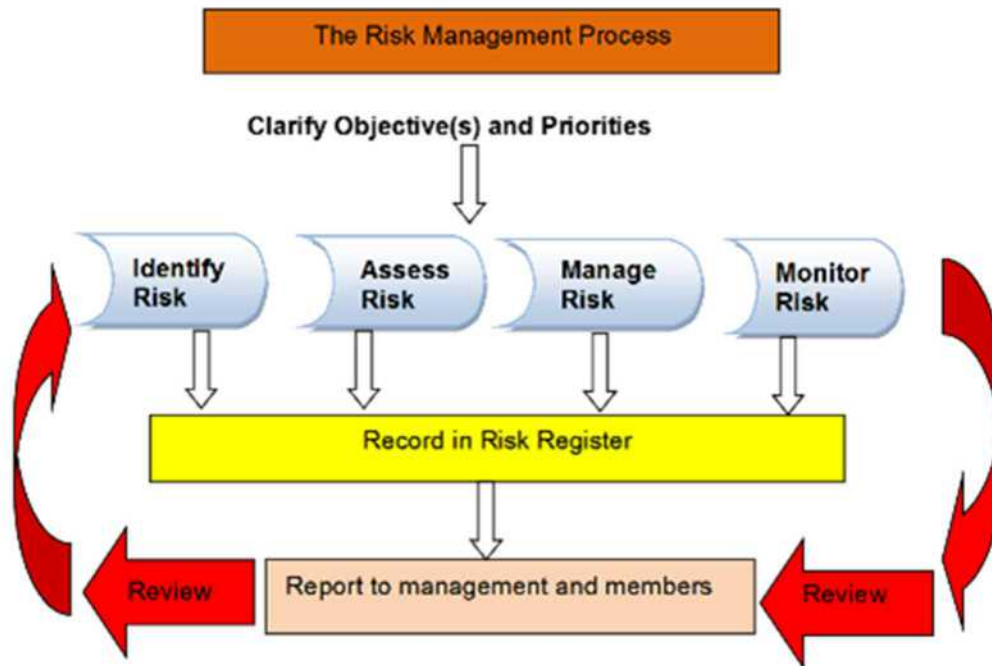 The Risk Management Process
Clarify Objective(s) and Priorities
Identify
Risk
Assess
Risk
Manage
Risk
Monitor
RIsk
Record in Risk Register
Review
Report to management and members
Review